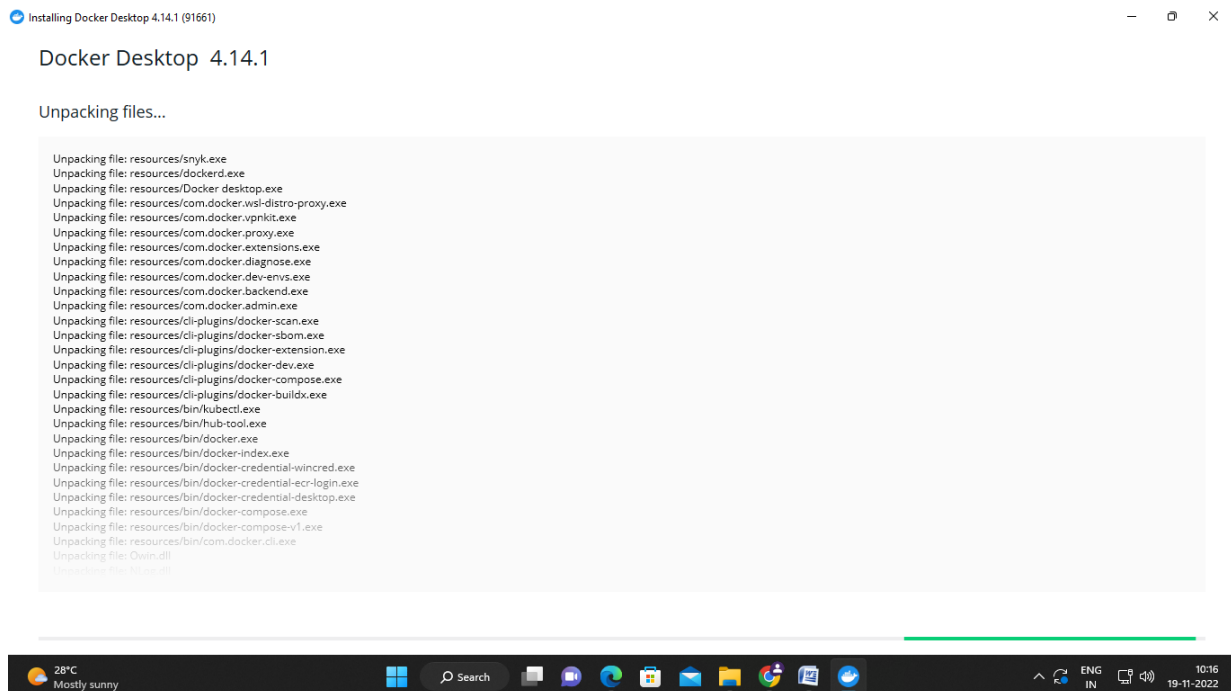 Installing Docker Desktop 4.14.1 (91661)
Docker Desktop 4.14.1
Unpacking files...
Unpacking file: resources/snyk.exe
Unpacking file: resources/dockerd.exe
Unpacking file: resources/Docker desktop.exe
Unpacking file: resources/com.docker.wsl-distro-proxy.exe
Unpacking file: resources/com.docker.vpnkit.exe
Unpacking file: resources/com.docker.proxy.exe
Unpacking file: resources/com.docker.extensions.exe
Unpacking file: resources/com.docker.diagnose.exe
Unpacking file: resources/com.docker.dev-envs.exe
Unpacking file: resources/com.docker.backend.exe
Unpacking file: resources/com.docker.admin.exe
Unpacking file: resources/cli-plugins/docker-scan.exe
Unpacking file: resources/cli-plugins/docker-sbom.exe
Unpacking file: resources/cli-plugins/docker-extension.exe
Unpacking file: resources/cli-plugins/docker-dev.exe
Unpacking file: resources/cli-plugins/docker-compose.exe
Unpacking file: resources/cli-plugins/docker-buildx.exe
Unpacking file: resources/bin/kubectl.exe
Unpacking file: resources/bin/hub-tool.exe
Unpacking file: resources/bin/docker.exe
Unpacking file: resources/bin/docker-index.exe
Unpacking file: resources/bin/docker-credential-wincred.exe
Unpacking file: resources/bin/docker-credential-ecr-login.exe
Unpacking file: resources/bin/docker-credential-desktop.exe
Unpacking file: resources/bin/docker-compose.exe
Unpacking file: resources/bin/docker-compose-v1.exe
Unpacking file: resources/bin/com.docker.cli.exe
Unpacking file: Owin.dll
Unpacking file:
28°C
Mostly sunny
Search
ENG
IN
10:16
19-11-2022